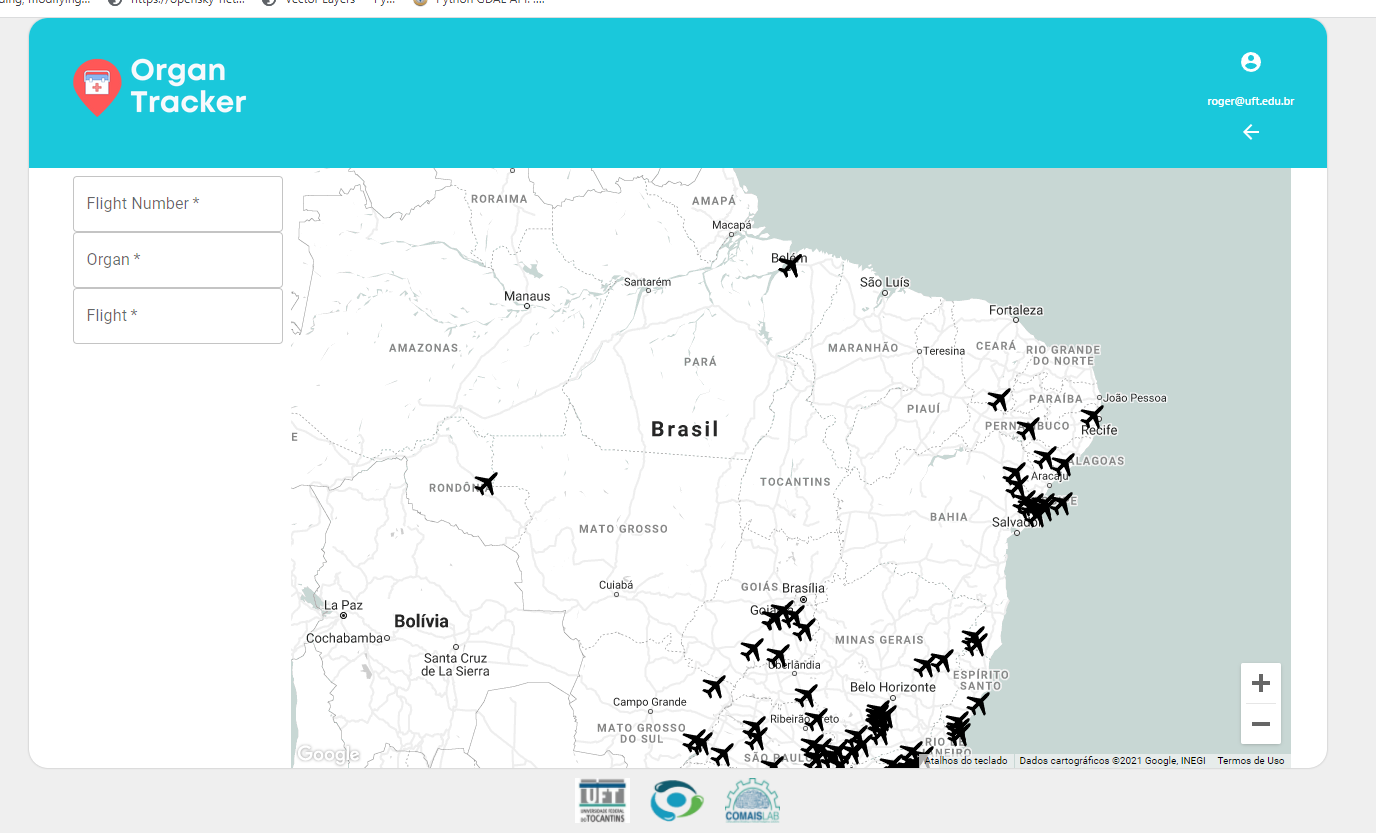 https://opensky-net...
Vector Layers — Py...
Python GDAL API: ....
Organ
Tracker
roger@uft.edu.br
Flight Number *
Organ *
Flight *
RORAIMA
AMAPÁ
Macapá
Belém
Santarém
São Luís
Manaus
Fortaleza
AMAZONAS
PARÁ
MARANHÃO
Teresina
CEARÁ
RIO GRANDE
DO NORTE
PIAUÍ
PARAÍBA
João Pessoa
PERNAMBUCO
Recife
Brasil
E
ALAGOAS
TOCANTINS
Aracaju
RONDÔN
BAHIA
E
Salvador
MATO GROSSO
Cuiabá
GOIÁS
Brasília
La Paz
Goiânia
Bolívia
Cochabamba
MINAS GERAIS
Santa Cruz
de La Sierra
Uberlândia
ESPÍRITO
SANTO
Belo Horizonte
Campo Grande
Ribeirão Preto
MATO GROSSO
DO SUL
RIO DE
JANEIRO
SÃO PAULO
Google
Atalhos do teclado
Dados cartográficos ©2021 Google, INEGI
Termos de Uso
UFT
UNIVERSIDADE FEDERAL
DO TOCANTINS
COMAISLAB